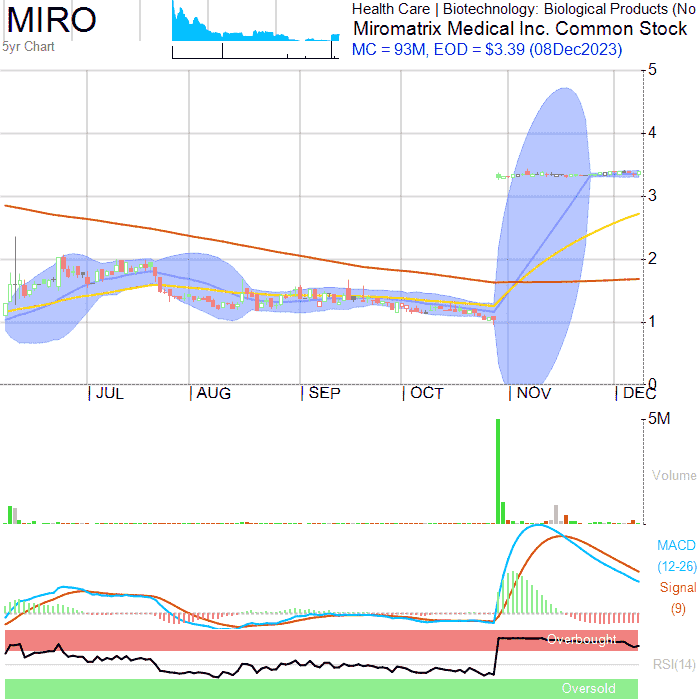 MIRO
5yr Chart
Health Care | Biotechnology: Biological Products (No
Miromatrix Medical Inc. Common Stock
MC = 93M, EOD = $3.39 (08Dec2023)
5
4
3
2
1
0
JUL AUG SEP OCT NOV DEC
5M
Volume
MACD
(12-26)
Signal
(9)
Overbought
RSI(14)
Oversold